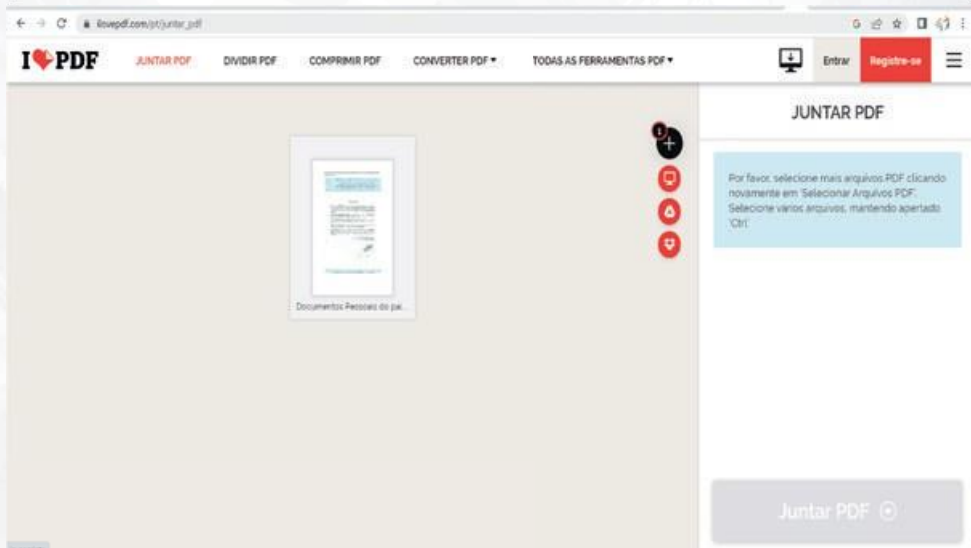 ilovepdf.com/pt/juntar_pdf
I PDF
JUNTAR PDF
DIVIDIR PDF
COMPRIMIR PDF
CONVERTER PDF
TODAS AS FERRAMENTAS PDF
Entrar
Registre-se
1
JUNTAR PDF
Por favor, selecione mais arquivos PDF clicando
novamente em 'Selecionar Arquivos PDF'.
Selecione vários arquivos, mantendo apertado
'Ctrl'
Documentos Pessoais do pai...
Juntar PDF